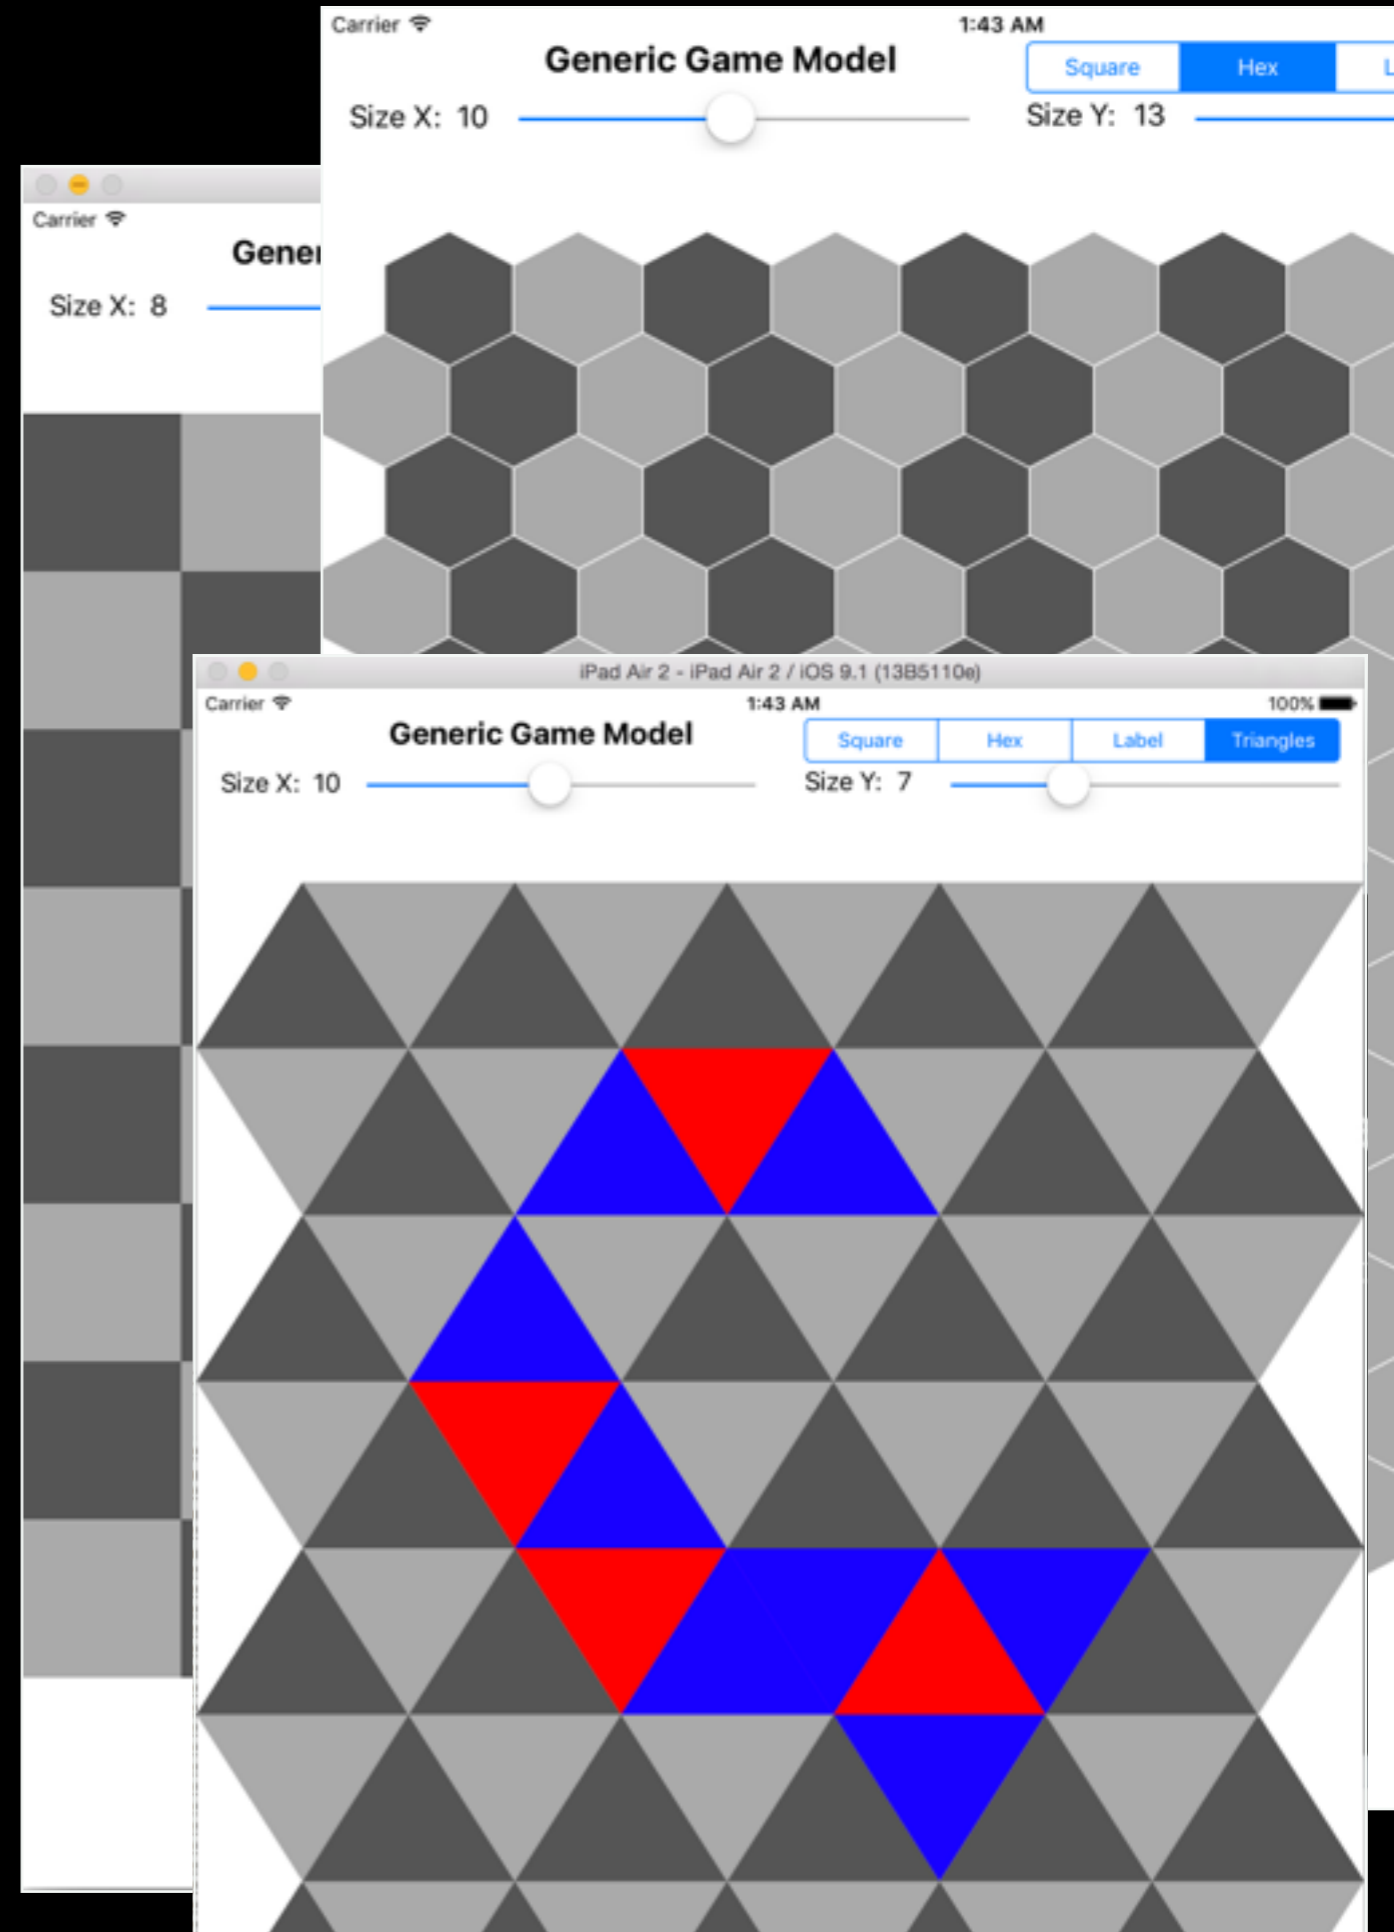 Carrier
1:43 AM
Generic Game Model
Square Hex L
Size X: 10
Size Y: 13
Carrier
Gener
Size X: 8
iPad Air 2 - iPad Air 2 / iOS 9.1 (13B5110e)
Carrier
1:43 AM
100%
Generic Game Model
Square Hex Label Triangles
Size X: 10
Size Y: 7